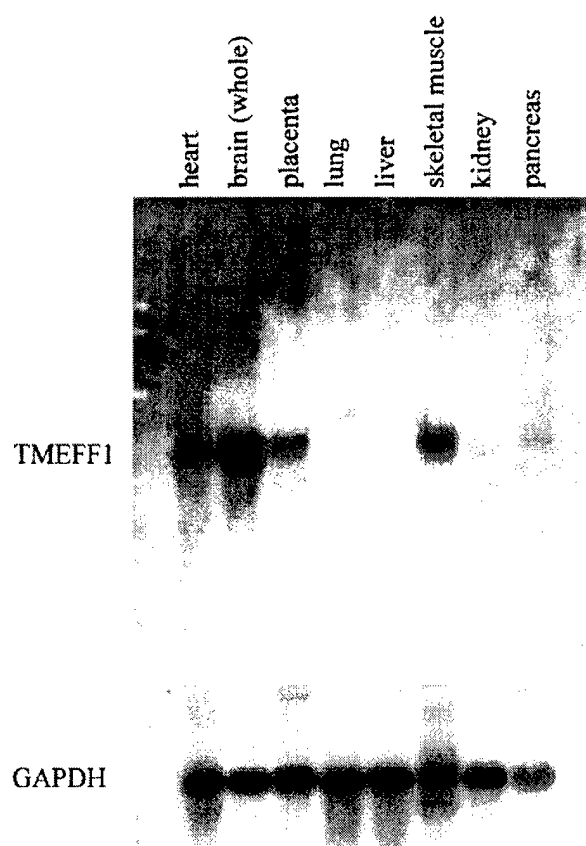 heart
brain (whole)
placenta
lung
liver
skeletal muscle
kidney
pancreas
TMEFF1
GAPDH